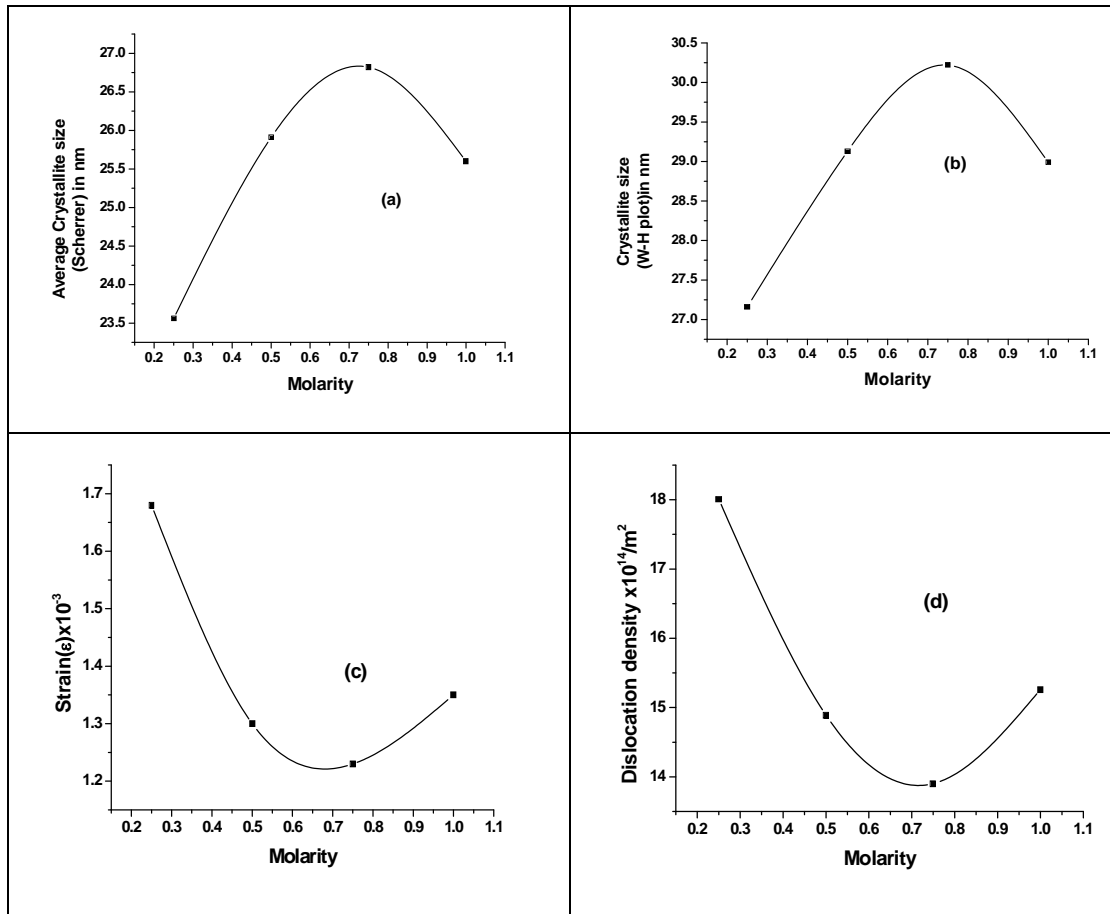 27.0
26.5
26.0
25.5
25.0
24.5
24.0
23.5
Average Crystallite size
(Scherrer) in nm
(a)
0.2 0.3 0.4 0.5 0.6 0.7 0.8 0.9 1.0 1.1
Molarity
30.5
30.0
29.5
29.0
28.5
28.0
27.5
27.0
Crystallite size
(W-H plot)in nm
(b)
0.2 0.3 0.4 0.5 0.6 0.7 0.8 0.9 1.0 1.1
Molarity
1.7
1.6
1.5
1.4
1.3
1.2
Strain(ε)x10⁻³
(c)
0.2 0.3 0.4 0.5 0.6 0.7 0.8 0.9 1.0 1.1
Molarity
18
17
16
15
14
Dislocation density x10¹⁴/m²
(d)
0.2 0.3 0.4 0.5 0.6 0.7 0.8 0.9 1.0 1.1
Molarity